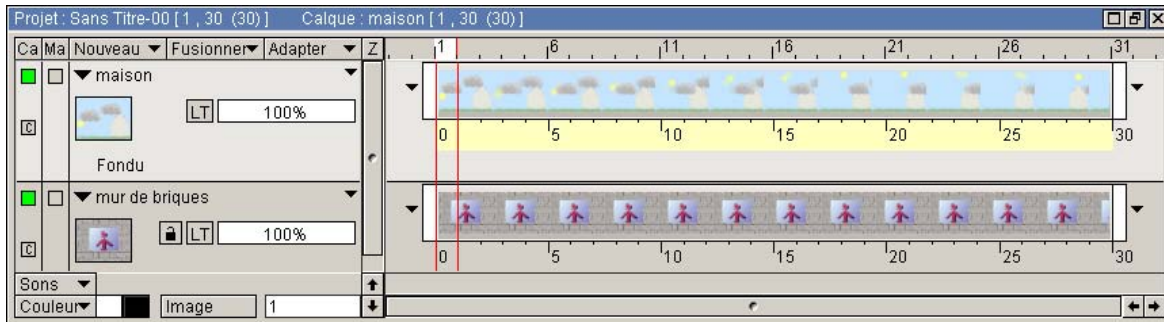 Projet : Sans Titre-00 [ 1 , 30 (30) ] Calque : maison [ 1 , 30 (30) ]
Ca Ma Nouveau Fusionner Adapter Z 1 6 11 16 21 26 31
maison
LT 100%
0 5 10 15 20 25 30
C
Fondu
mur de briques
LT 100%
C
0 5 10 15 20 25 30
Sons
Couleur Image 1